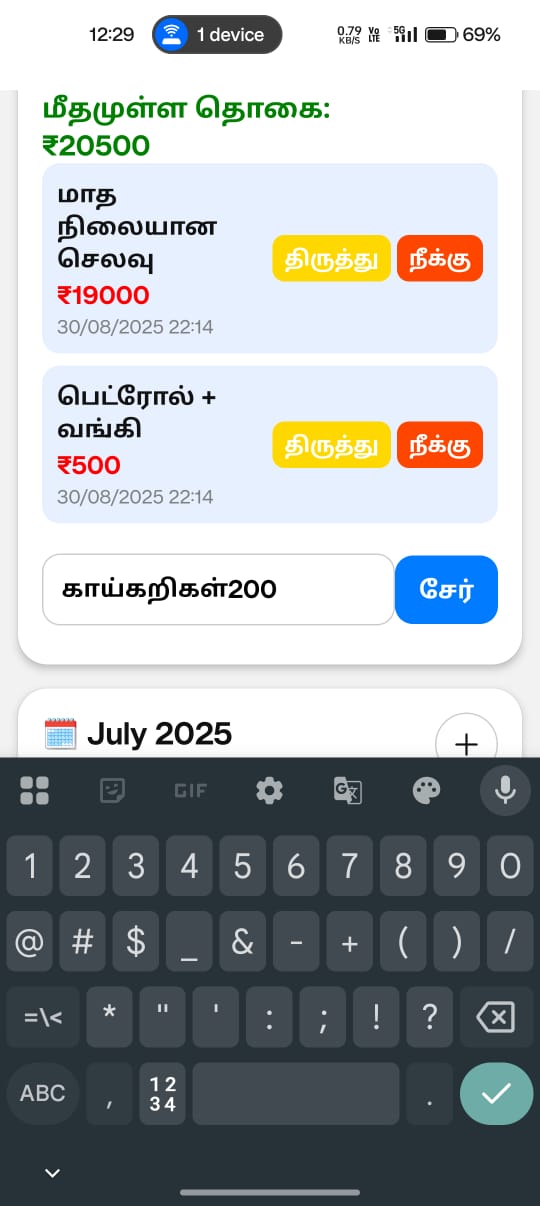 12:29 1 device 0.79 KB/S Vo LTE 5G 69%
மீதமுள்ள தொகை:
₹20500
மாத
நிலையான
செலவு
₹19000
30/08/2025 22:14
திருத்து நீக்கு
பெட்ரோல் +
வங்கி
₹500
30/08/2025 22:14
திருத்து நீக்கு
காய்கறிகள்200 சேர்
July 2025 +
GIF
1 2 3 4 5 6 7 8 9 0
@ # $ _ & - + ( ) /
=\< * " ' : ; ! ?
ABC , 12 34 .